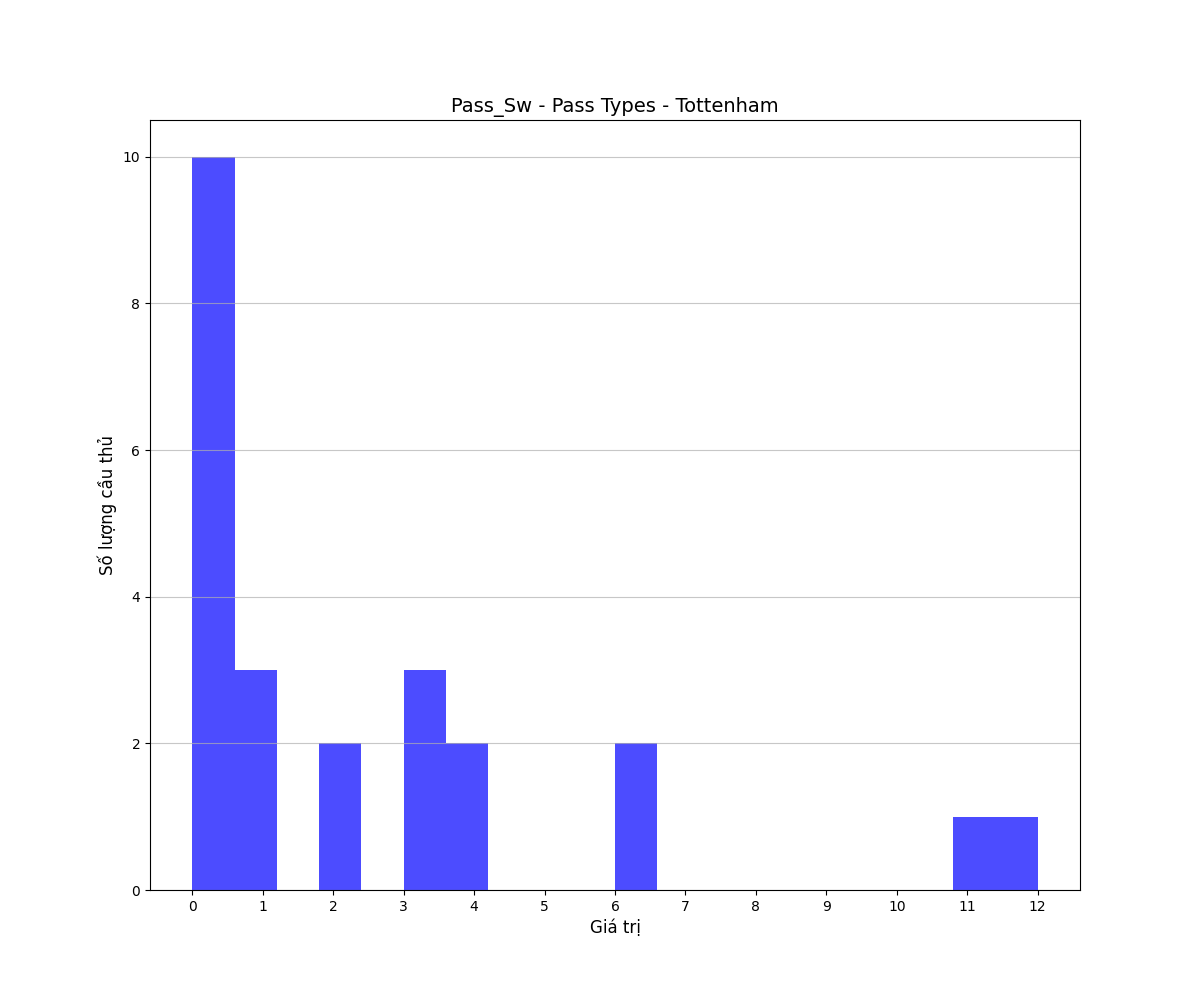 Pass_Sw - Pass Types - Tottenham
Số lượng cầu thủ
10
8
6
4
2
0
0 1 2 3 4 5 6 7 8 9 10 11 12
Giá trị